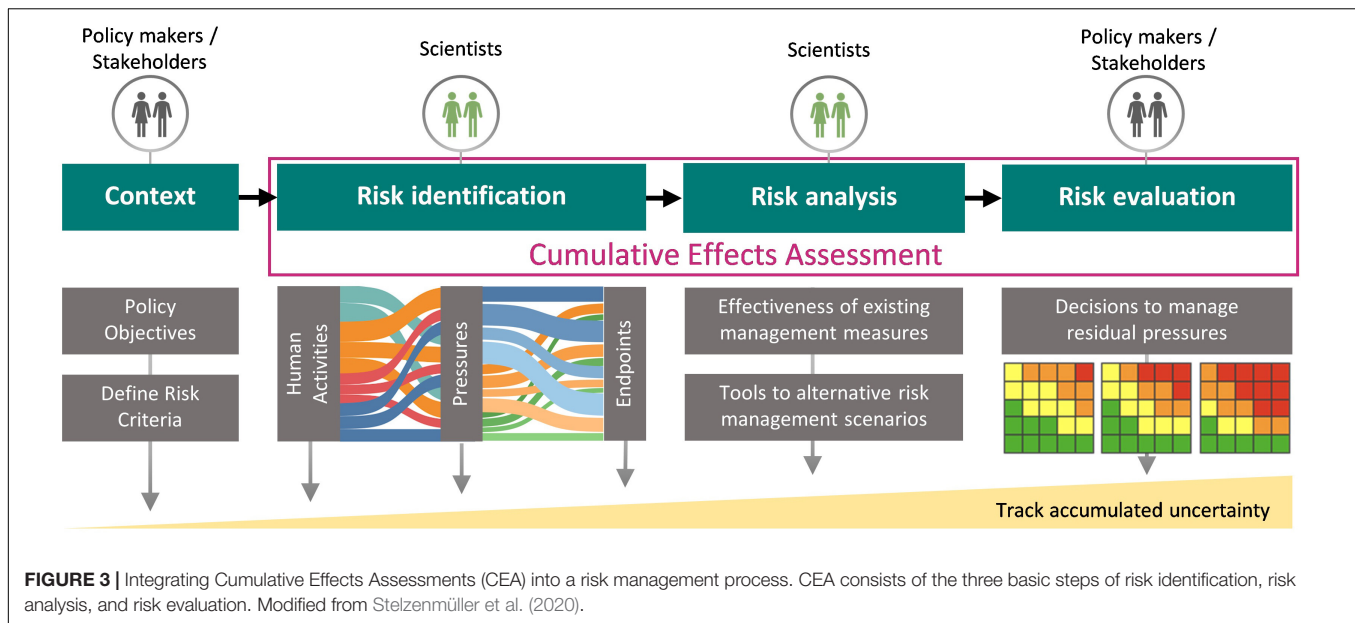 Policy makers /
Stakeholders
Scientists
Scientists
Policy makers /
Stakeholders
Context
Risk identification
Risk analysis
Risk evaluation
Cumulative Effects Assessment
Policy
Objectives
Define Risk
Criteria
Human
Activities
Pressures
Endpoints
Effectiveness of existing
management measures
Tools to alternative risk
management scenarios
Decisions to manage
residual pressures
Track accumulated uncertainty
FIGURE 3 | Integrating Cumulative Effects Assessments (CEA) into a risk management process. CEA consists of the three basic steps of risk identification, risk
analysis, and risk evaluation. Modified from Stelzenmüller et al. (2020).